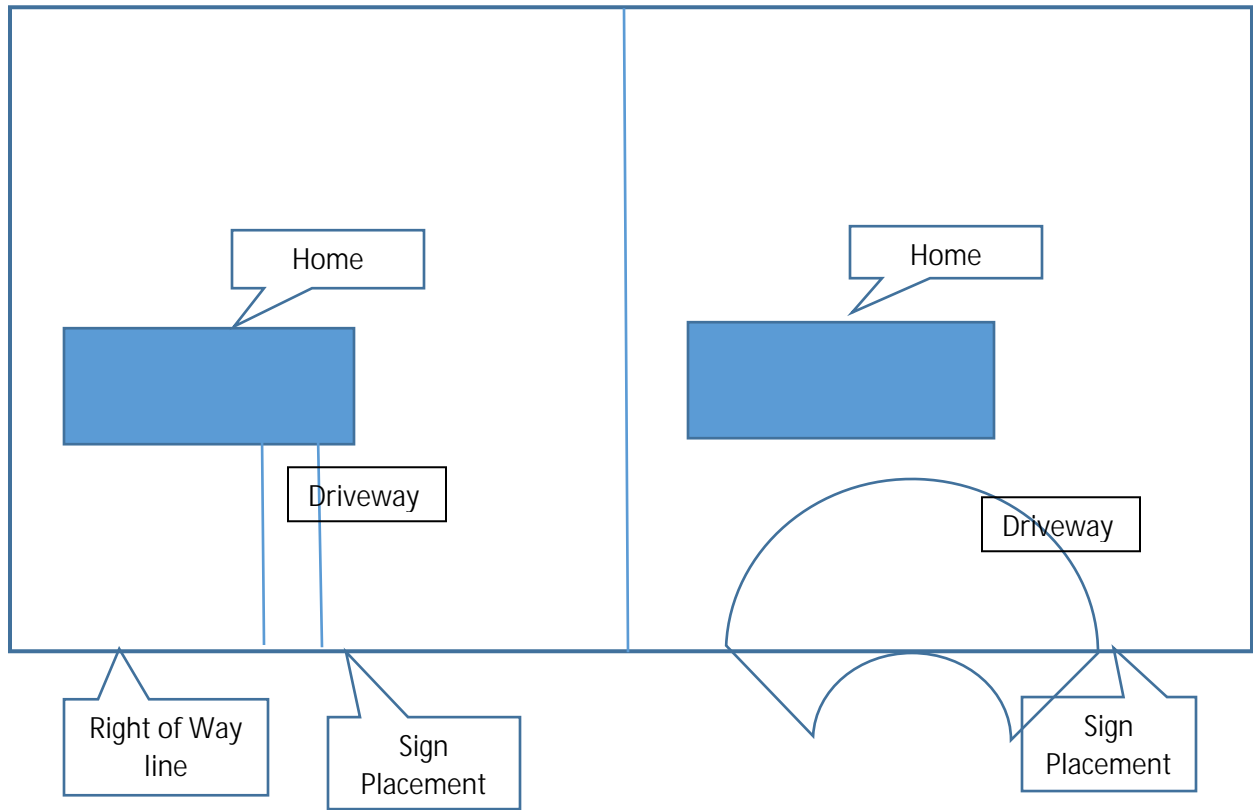 Home
Home
Driveway
Driveway
Right of Way
line
Sign
Placement
Sign
Placement